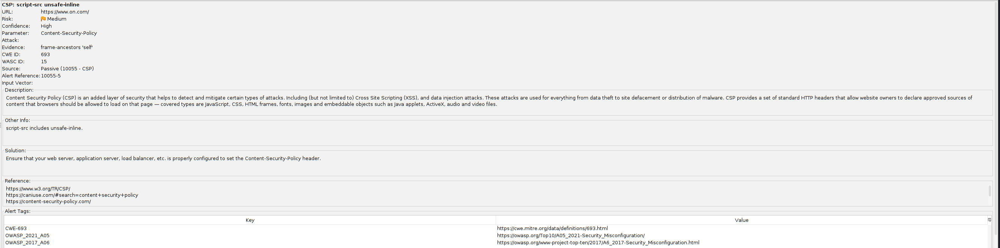 CSP: script-src unsafe-inline
URL: https://www.on.com/
Risk: Medium
Confidence: High
Parameter: Content-Security-Policy
Attack:
Evidence: frame-ancestors 'self'
CWE ID: 693
WASC ID: 15
Source: Passive (10055 - CSP)
Alert Reference: 10055-5
Input Vector:
Description:
Content Security Policy (CSP) is an added layer of security that helps to detect and mitigate certain types of attacks. Including (but not limited to) Cross Site Scripting (XSS), and data injection attacks. These attacks are used for everything from data theft to site defacement or distribution of malware. CSP provides a set of standard HTTP headers that allow website owners to declare approved sources of
content that browsers should be allowed to load on that page — covered types are JavaScript, CSS, HTML frames, fonts, images and embeddable objects such as Java applets, ActiveX, audio and video files.
Other Info:
script-src includes unsafe-inline.
Solution:
Ensure that your web server, application server, load balancer, etc. is properly configured to set the Content-Security-Policy header.
Reference:
https://www.w3.org/TR/CSP/
https://caniuse.com/#search=content+security+policy
https://content-security-policy.com/
Alert Tags:
Key Value
CWE-693 https://cwe.mitre.org/data/definitions/693.html
OWASP_2021_A05 https://owasp.org/Top10/A05_2021-Security_Misconfiguration/
OWASP_2017_A06 https://owasp.org/www-project-top-ten/2017/A6_2017-Security_Misconfiguration.html